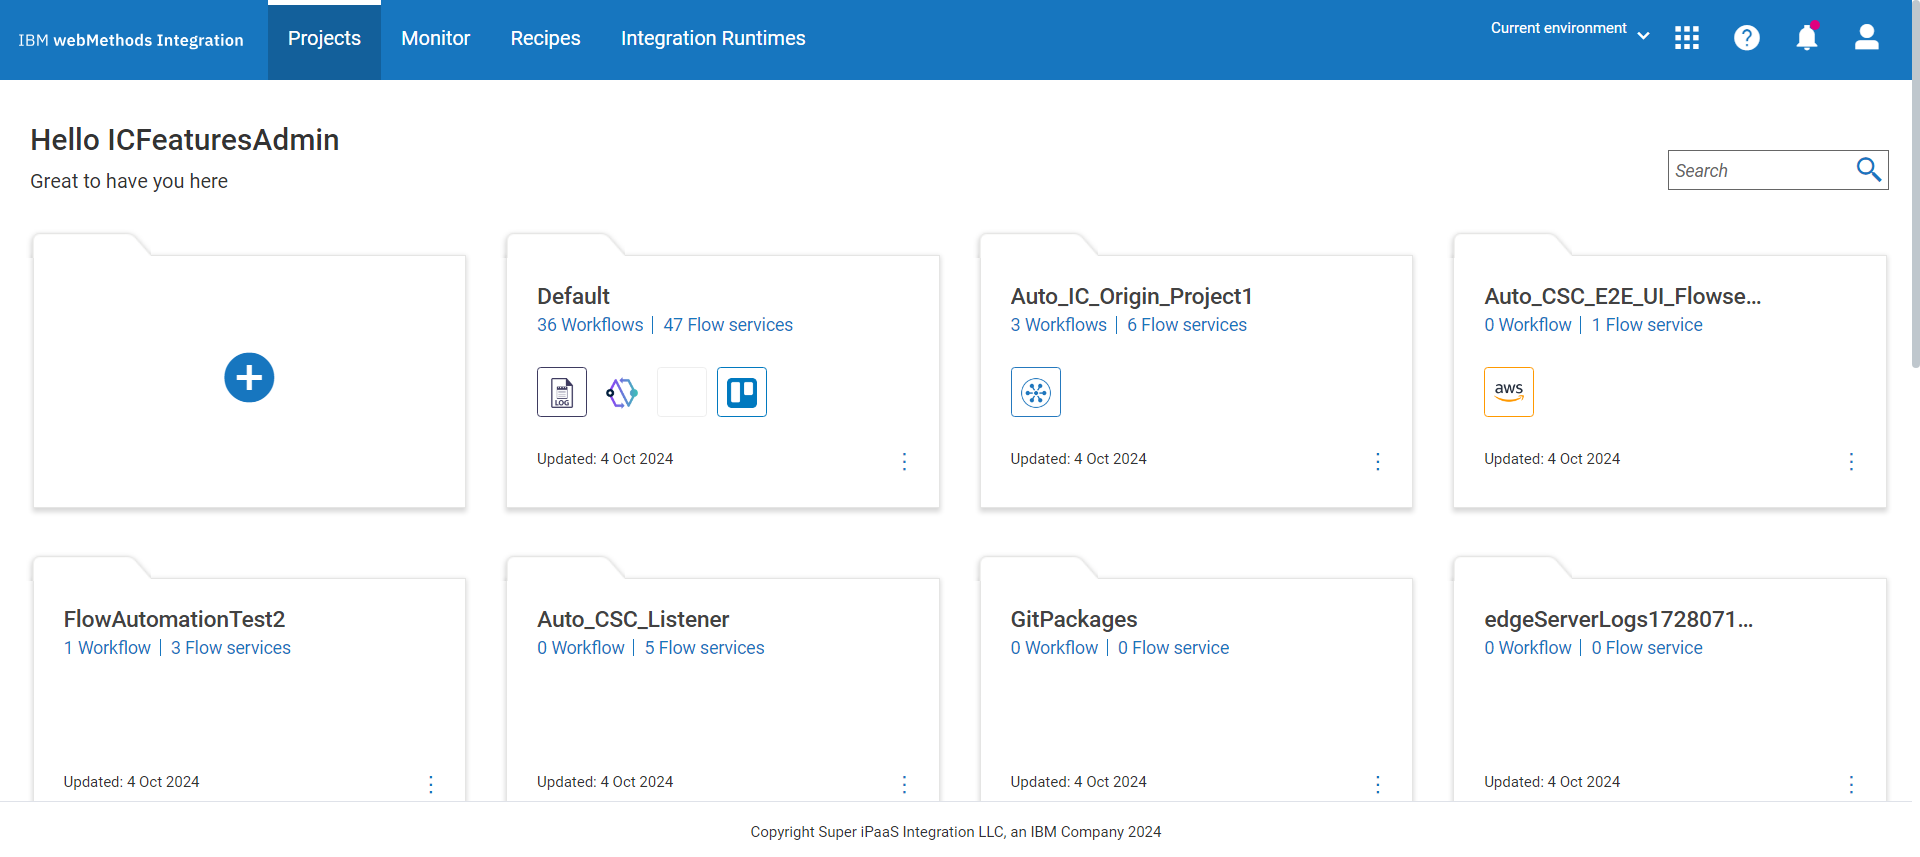 IBM webMethods Integration
Projects
Monitor
Recipes
Integration Runtimes
Current environment
Hello ICFeaturesAdmin
Great to have you here
Search
Default
36 Workflows | 47 Flow services
LOG
Updated: 4 Oct 2024
Auto_IC_Origin_Project1
3 Workflows | 6 Flow services
Updated: 4 Oct 2024
Auto_CSC_E2E_UI_Flowse...
0 Workflow | 1 Flow service
aws
Updated: 4 Oct 2024
FlowAutomationTest2
1 Workflow | 3 Flow services
Updated: 4 Oct 2024
Auto_CSC_Listener
0 Workflow | 5 Flow services
Updated: 4 Oct 2024
GitPackages
0 Workflow | 0 Flow service
Updated: 4 Oct 2024
edgeServerLogs1728071...
0 Workflow | 0 Flow service
Updated: 4 Oct 2024
Copyright Super iPaaS Integration LLC, an IBM Company 2024